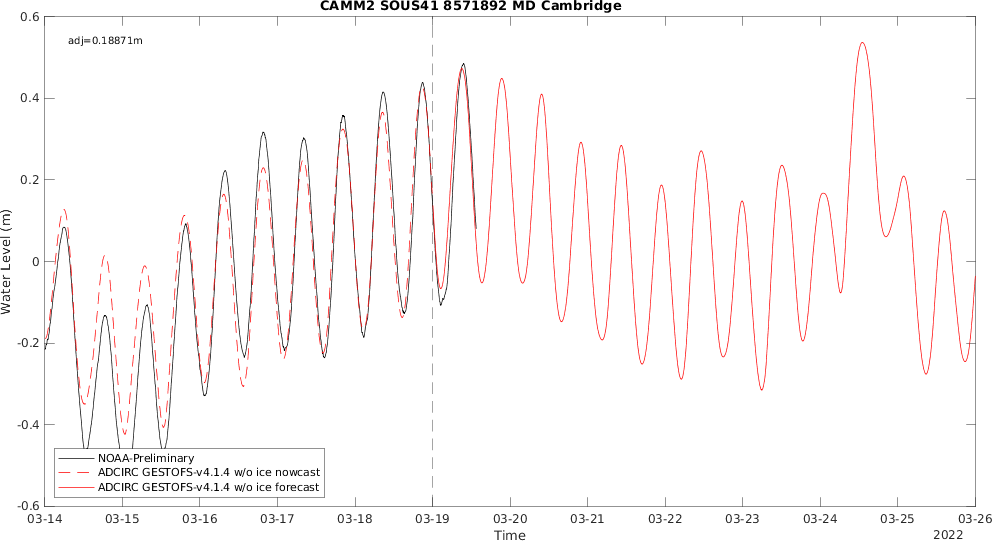 CAMM2 SOUS41 8571892 MD Cambridge
adj=0.18871m
0.6
0.4
0.2
0
-0.2
-0.4
-0.6
Water Level (m)
NOAA-Preliminary
ADCIRC GESTOFS-v4.1.4 w/o ice nowcast
ADCIRC GESTOFS-v4.1.4 w/o ice forecast
03-14 03-15 03-16 03-17 03-18 03-19 03-20 03-21 03-22 03-23 03-24 03-25 03-26
Time
2022